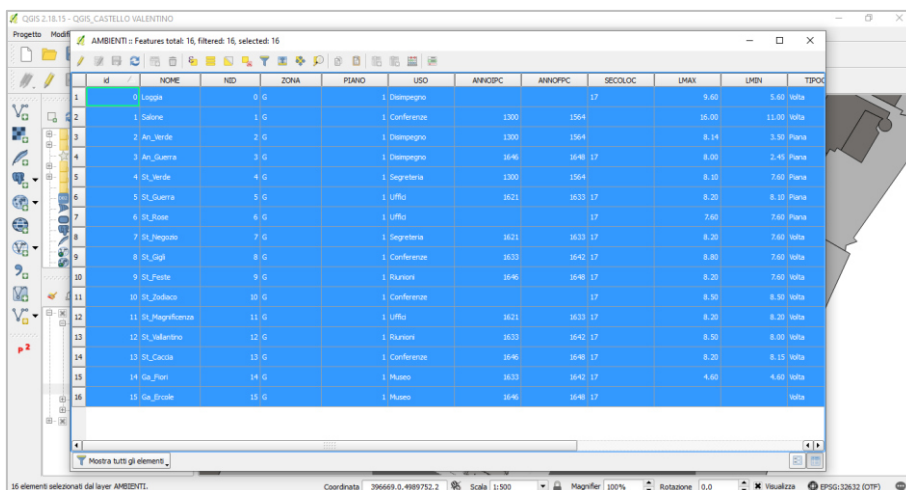 QGIS 2.18.15 - QGIS_CASTELLO VALENTINO
Progetto Modifi
AMBIENTI :: Features total: 16, filtered: 16, selected: 16
id NOME NID ZONA PIANO USO ANNOIPC ANNOFPC SECOLOC LMAX LMIN TIPOC
1 0 Loggia 0 G 1 Disimpegno 17 9.60 5.60 Volta
2 1 Salone 1 G 1 Conferenze 1300 1564 16.00 11.00 Volta
3 2 An_Verde 2 G 1 Disimpegno 1300 1564 8.14 3.50 Piana
4 3 An_Guerra 3 G 1 Disimpegno 1646 1648 17 8.00 2.45 Piana
5 4 St_Verde 4 G 1 Segreteria 1300 1564 8.10 7.60 Piana
6 5 St_Guerra 5 G 1 Uffici 1621 1633 17 8.20 8.10 Piana
7 6 St_Rose 6 G 1 Uffici 17 7.60 7.60 Piana
8 7 St_Negozio 7 G 1 Segreteria 1621 1633 17 8.20 7.60 Volta
9 8 St_Gigli 8 G 1 Conferenze 1633 1642 17 8.80 7.60 Volta
10 9 St_Feste 9 G 1 Riunioni 1646 1648 17 8.20 7.60 Volta
11 10 St_Zodiaco 10 G 1 Conferenze 17 8.50 8.50 Volta
12 11 St_Magnificenza 11 G 1 Uffici 1621 1633 17 8.20 8.20 Volta
13 12 St_Vallantino 12 G 1 Riunioni 1633 1642 17 8.50 8.00 Volta
14 13 St_Caccia 13 G 1 Conferenze 1646 1648 17 8.20 8.15 Volta
15 14 Ga_Fiori 14 G 1 Museo 1633 1642 17 4.60 4.60 Volta
16 15 Ga_Ercole 15 G 1 Museo 1646 1648 17 Volta
Mostra tutti gli elementi
16 elementi selezionati dal layer AMBIENTI. Coordinata 396669.0,4989752.2 Scala 1:500 Magnifier 100% Rotazione 0,0 Visualizza EPSG:32632 (OTF)